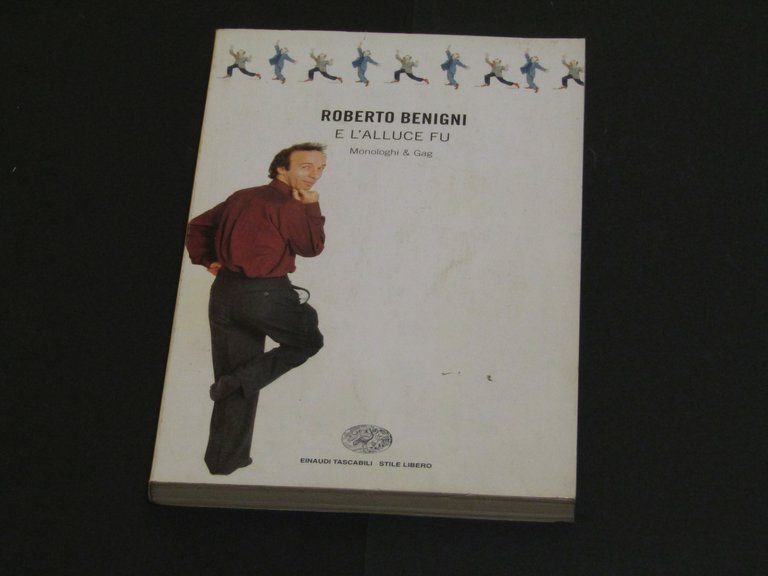 ROBERTO BENIGNI
E L'ALLUCE FU
Monologhi & Gag
EINAUDI TASCABILI STILE LIBERO